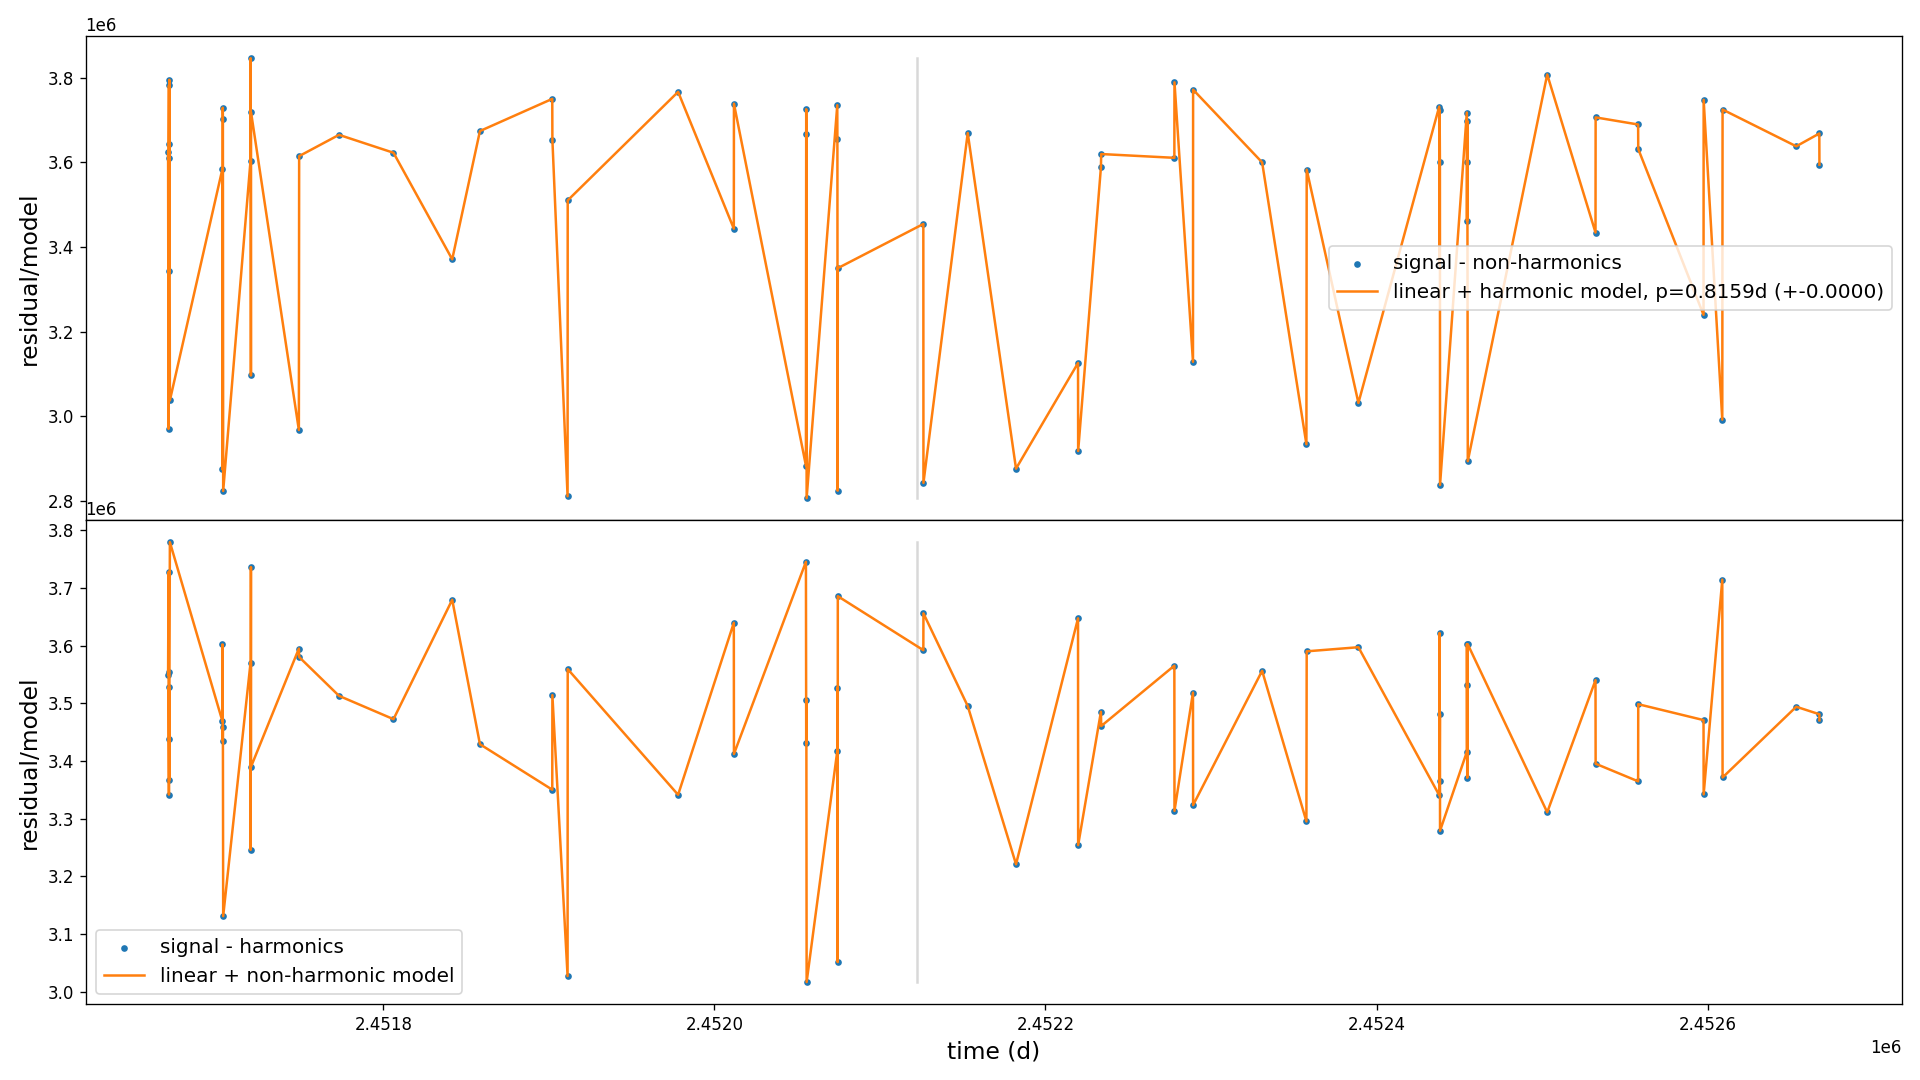 1e6
3.8
3.6
3.4
3.2
3.0
2.8
residual/model
signal - non-harmonics
linear + harmonic model, p=0.8159d (+-0.0000)
1e6
3.8
3.7
3.6
3.5
3.4
3.3
3.2
3.1
3.0
residual/model
signal - harmonics
linear + non-harmonic model
2.4518 2.4520 2.4522 2.4524 2.4526
time (d)
1e6